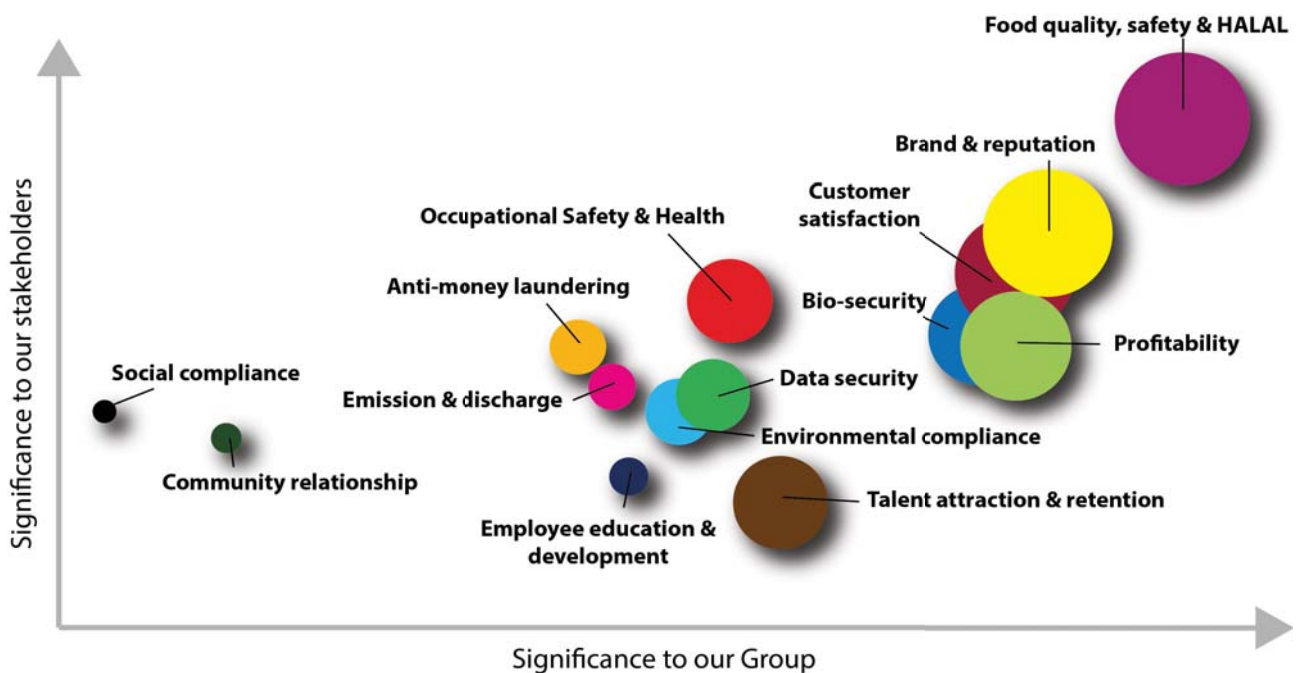 Food quality, safety & HALAL
Brand & reputation
Customer
satisfaction
Occupational Safety & Health
Anti-money laundering
Bio-security
Profitability
Social compliance
Data security
Emission & discharge
Environmental compliance
Community relationship
Talent attraction & retention
Employee education &
development
Significance to our stakeholders
Significance to our Group